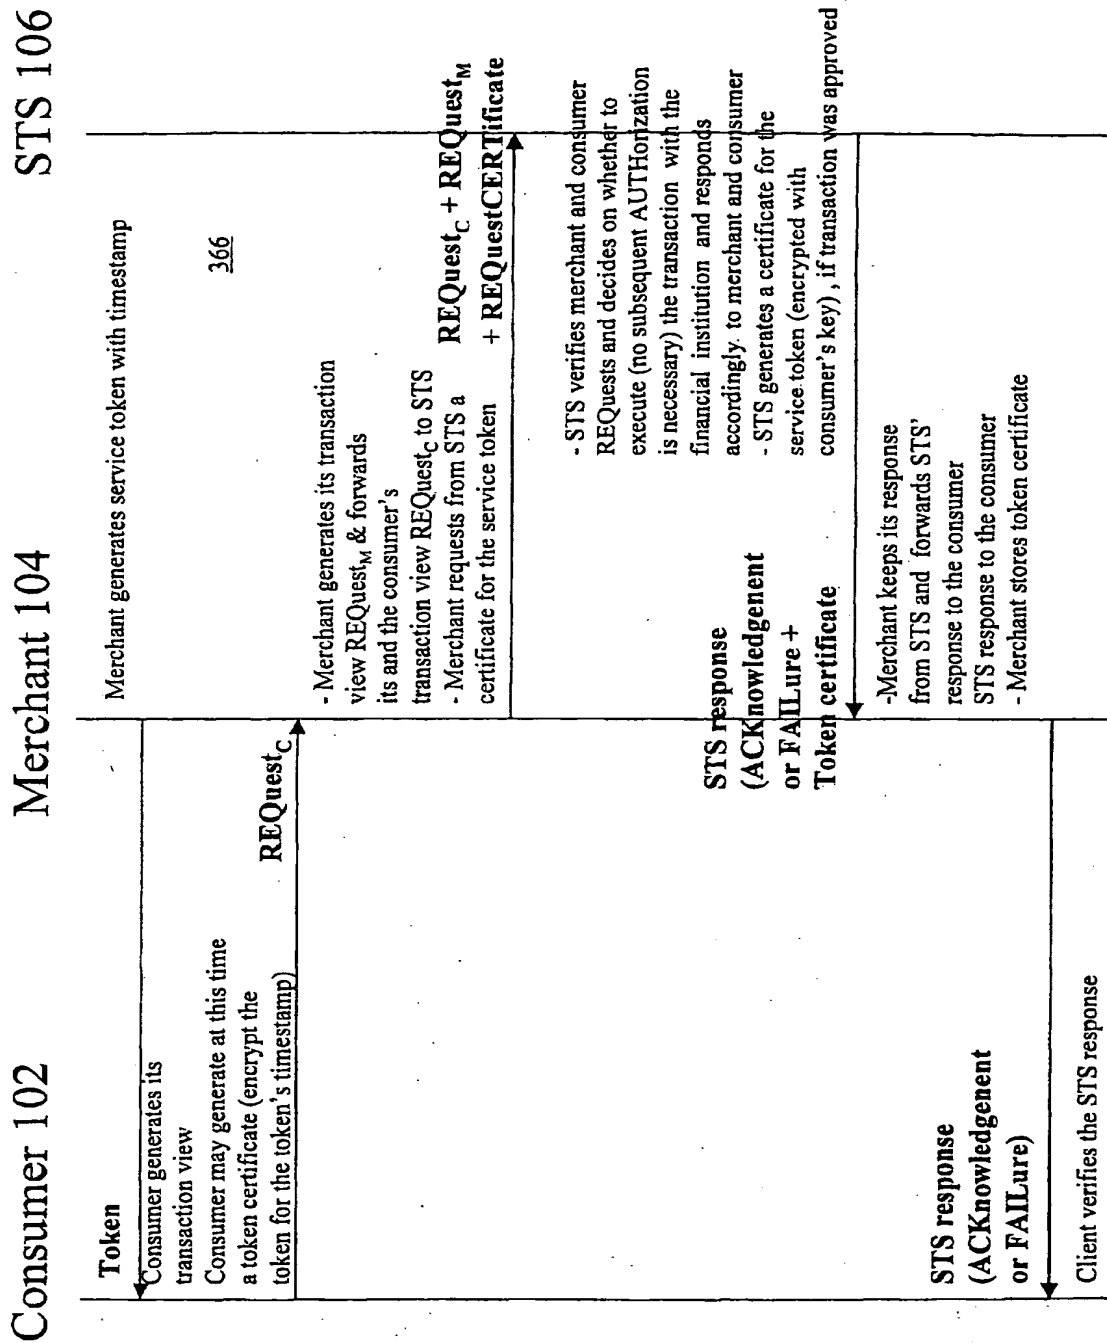 Consumer 102
Merchant 104
STS 106
Merchant generates service token with timestamp
366
Token
Consumer generates its
transaction view
Consumer may generate at this time
a token certificate (encrypt the
token for the token's timestamp)
REQuestC
- Merchant generates its transaction
view REQuestM & forwards
its and the consumer's
transaction view REQuestC to STS
- Merchant requests from STS a
certificate for the service token
REQuestC + REQuestM
+ REQuestCERTificate
- STS verifies merchant and consumer
REQuests and decides on whether to
execute (no subsequent AUTHorization
is necessary) the transaction with the
financial institution and responds
accordingly. to merchant and consumer
- STS generates a certificate for the
service token (encrypted with
consumer's key) , if transaction was approved
STS response
(ACKnowledgenent
or FAILure +
Token certificate
-Merchant keeps its response
from STS and forwards STS'
response to the consumer
STS response to the consumer
- Merchant stores token certificate
STS response
(ACKnowledgenent
or FAILure)
Client verifies the STS response